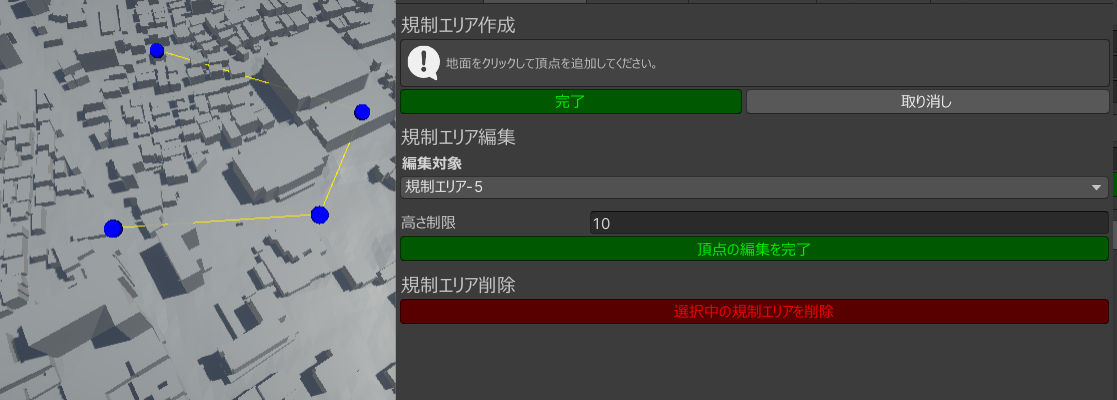 規制エリア作成
地面をクリックして頂点を追加してください。
完了
取り消し
規制エリア編集
編集対象
規制エリア-5
高さ制限
10
頂点の編集を完了
規制エリア削除
選択中の規制エリアを削除